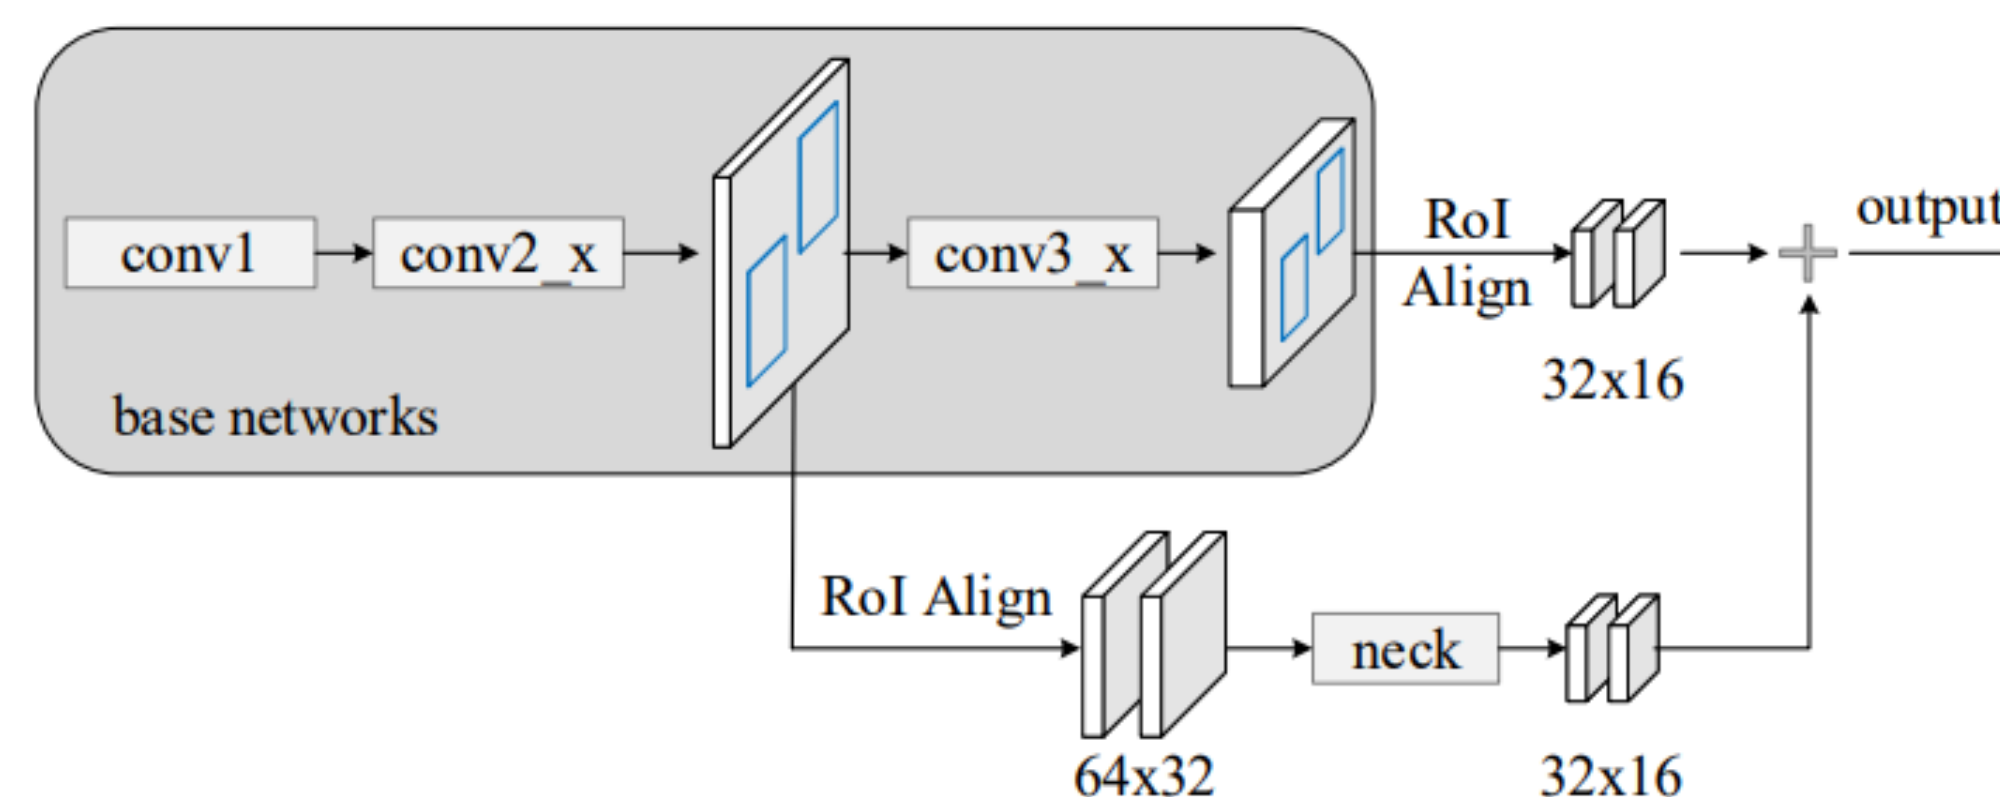 conv1
conv2_x
conv3_x
RoI
Align
output
32x16
base networks
RoI Align
neck
64x32
32x16